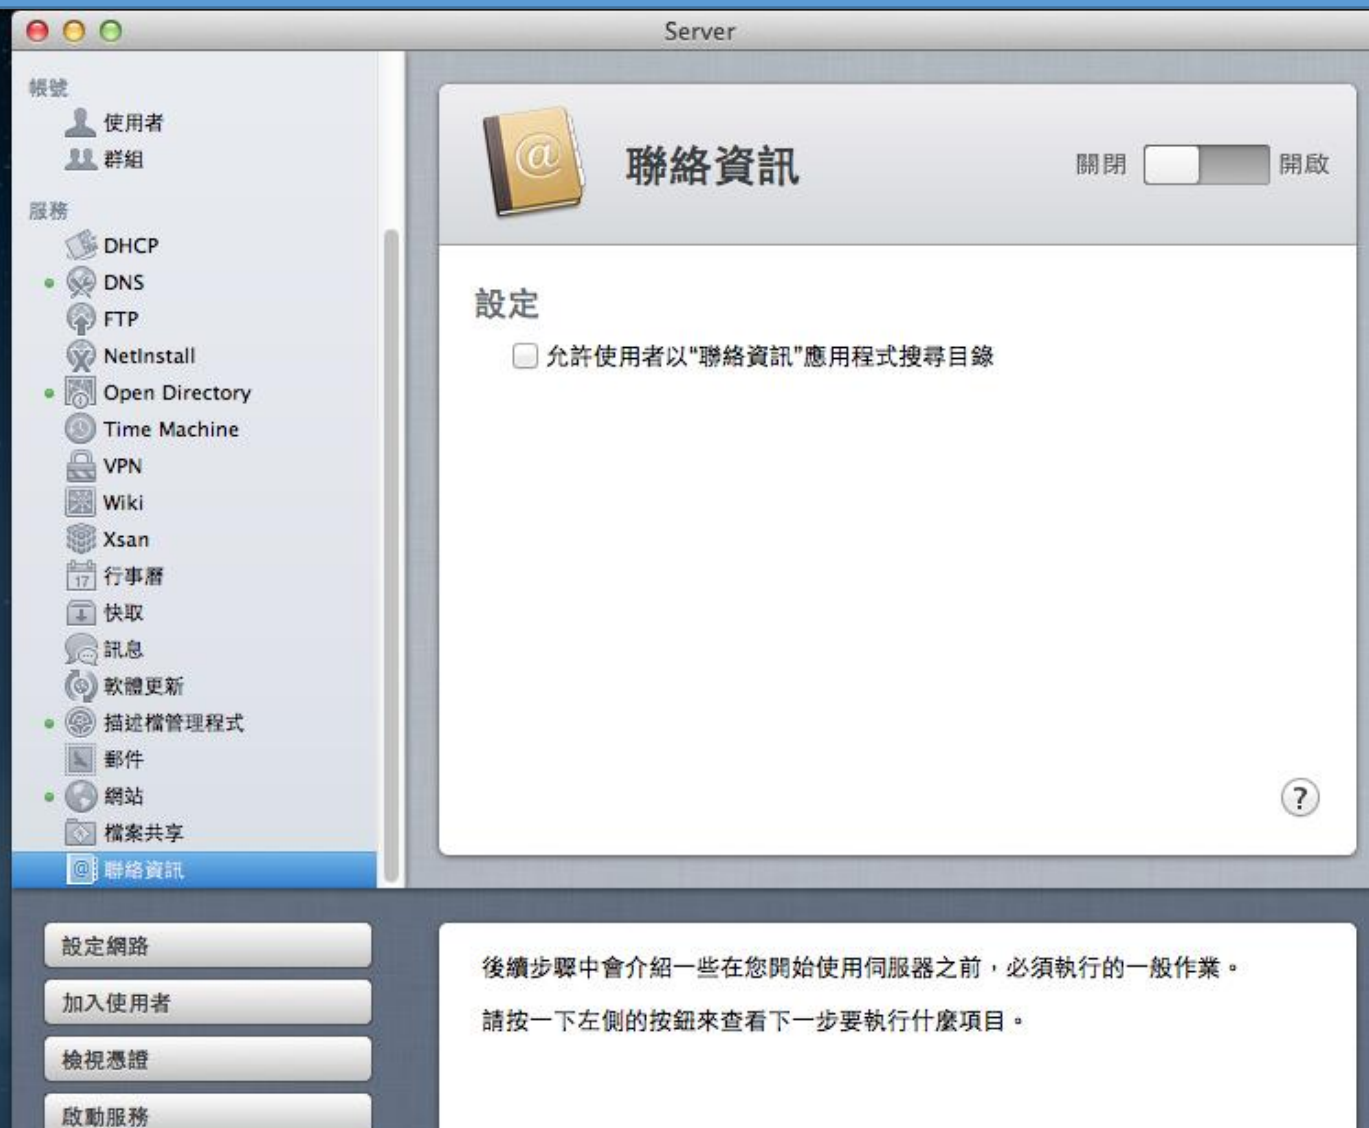 Server
帳號
使用者
群組
服務
DHCP
DNS
FTP
NetInstall
Open Directory
Time Machine
VPN
Wiki
Xsan
17 行事曆
快取
訊息
軟體更新
描述檔管理程式
郵件
網站
檔案共享
@ 聯絡資訊
設定網路
加入使用者
檢視憑證
啟動服務
@ 聯絡資訊
關閉 開啟
設定
允許使用者以“聯絡資訊”應用程式搜尋目錄
?
後續步驟中會介紹一些在您開始使用伺服器之前，必須執行的一般作業。
請按一下左側的按鈕來查看下一步要執行什麼項目。